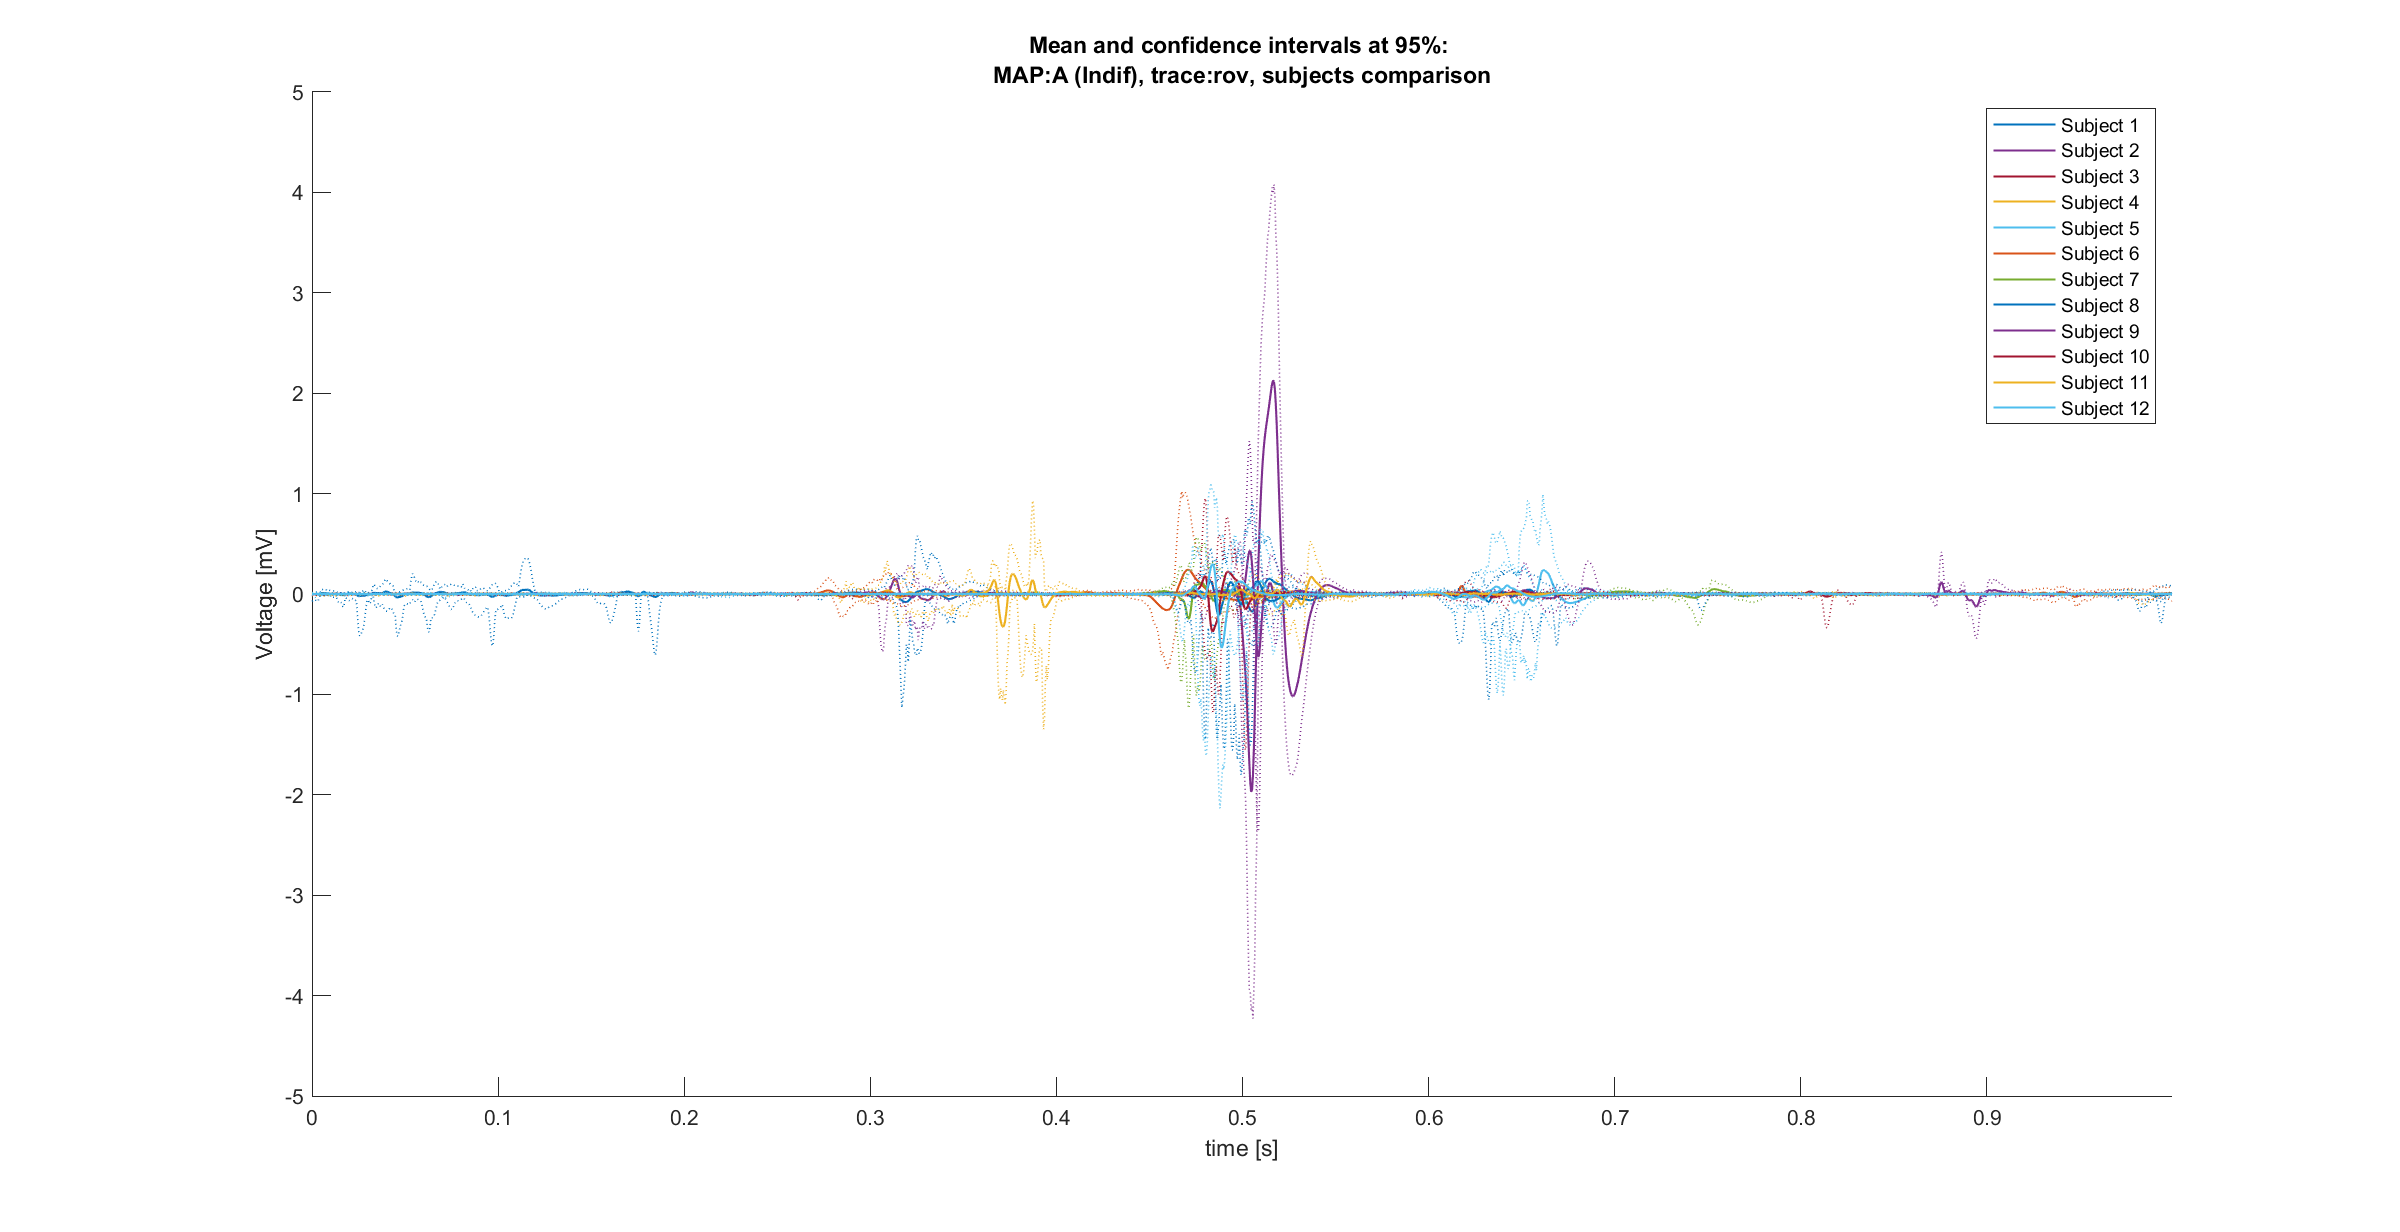 Mean and confidence intervals at 95%:
MAP:A (Indif), trace:rov, subjects comparison
5
4
3
2
1
0
-1
-2
-3
-4
-5
Voltage [mV]
0
0.1
0.2
0.3
0.4
0.5
0.6
0.7
0.8
0.9
time [s]
Subject 1
Subject 2
Subject 3
Subject 4
Subject 5
Subject 6
Subject 7
Subject 8
Subject 9
Subject 10
Subject 11
Subject 12